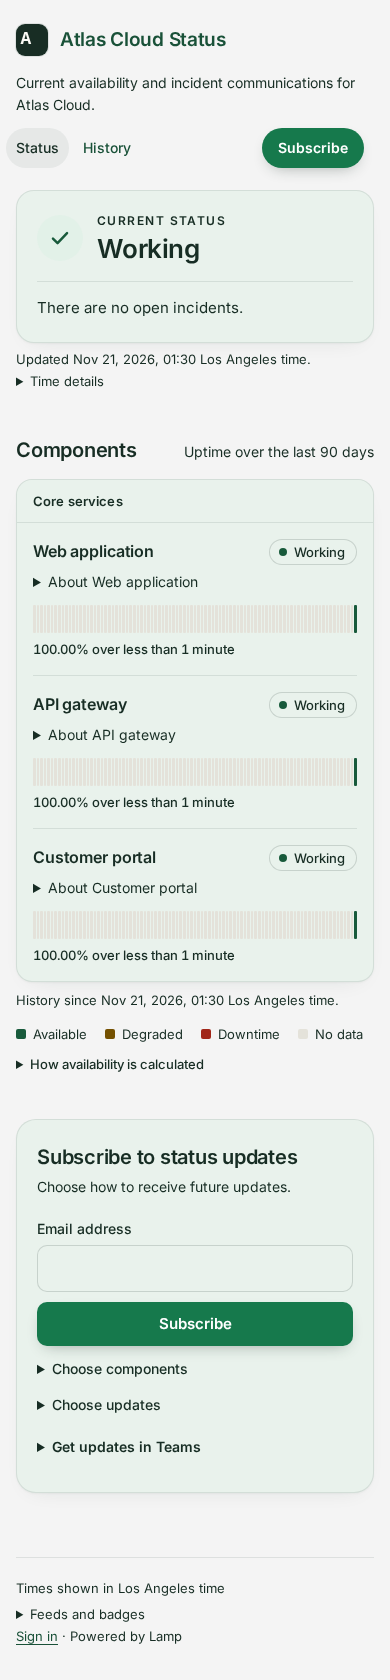 A
Atlas Cloud Status
Current availability and incident communications for
Atlas Cloud.
Status
History
Subscribe
CURRENT STATUS
Working
There are no open incidents.
Updated Nov 21, 2026, 01:30 Los Angeles time.
Time details
Components
Uptime over the last 90 days
Core services
Web application
Working
About Web application
100.00% over less than 1 minute
API gateway
Working
About API gateway
100.00% over less than 1 minute
Customer portal
Working
About Customer portal
100.00% over less than 1 minute
History since Nov 21, 2026, 01:30 Los Angeles time.
Available
Degraded
Downtime
No data
How availability is calculated
Subscribe to status updates
Choose how to receive future updates.
Email address
Subscribe
Choose components
Choose updates
Get updates in Teams
Times shown in Los Angeles time
Feeds and badges
Sign in · Powered by Lamp